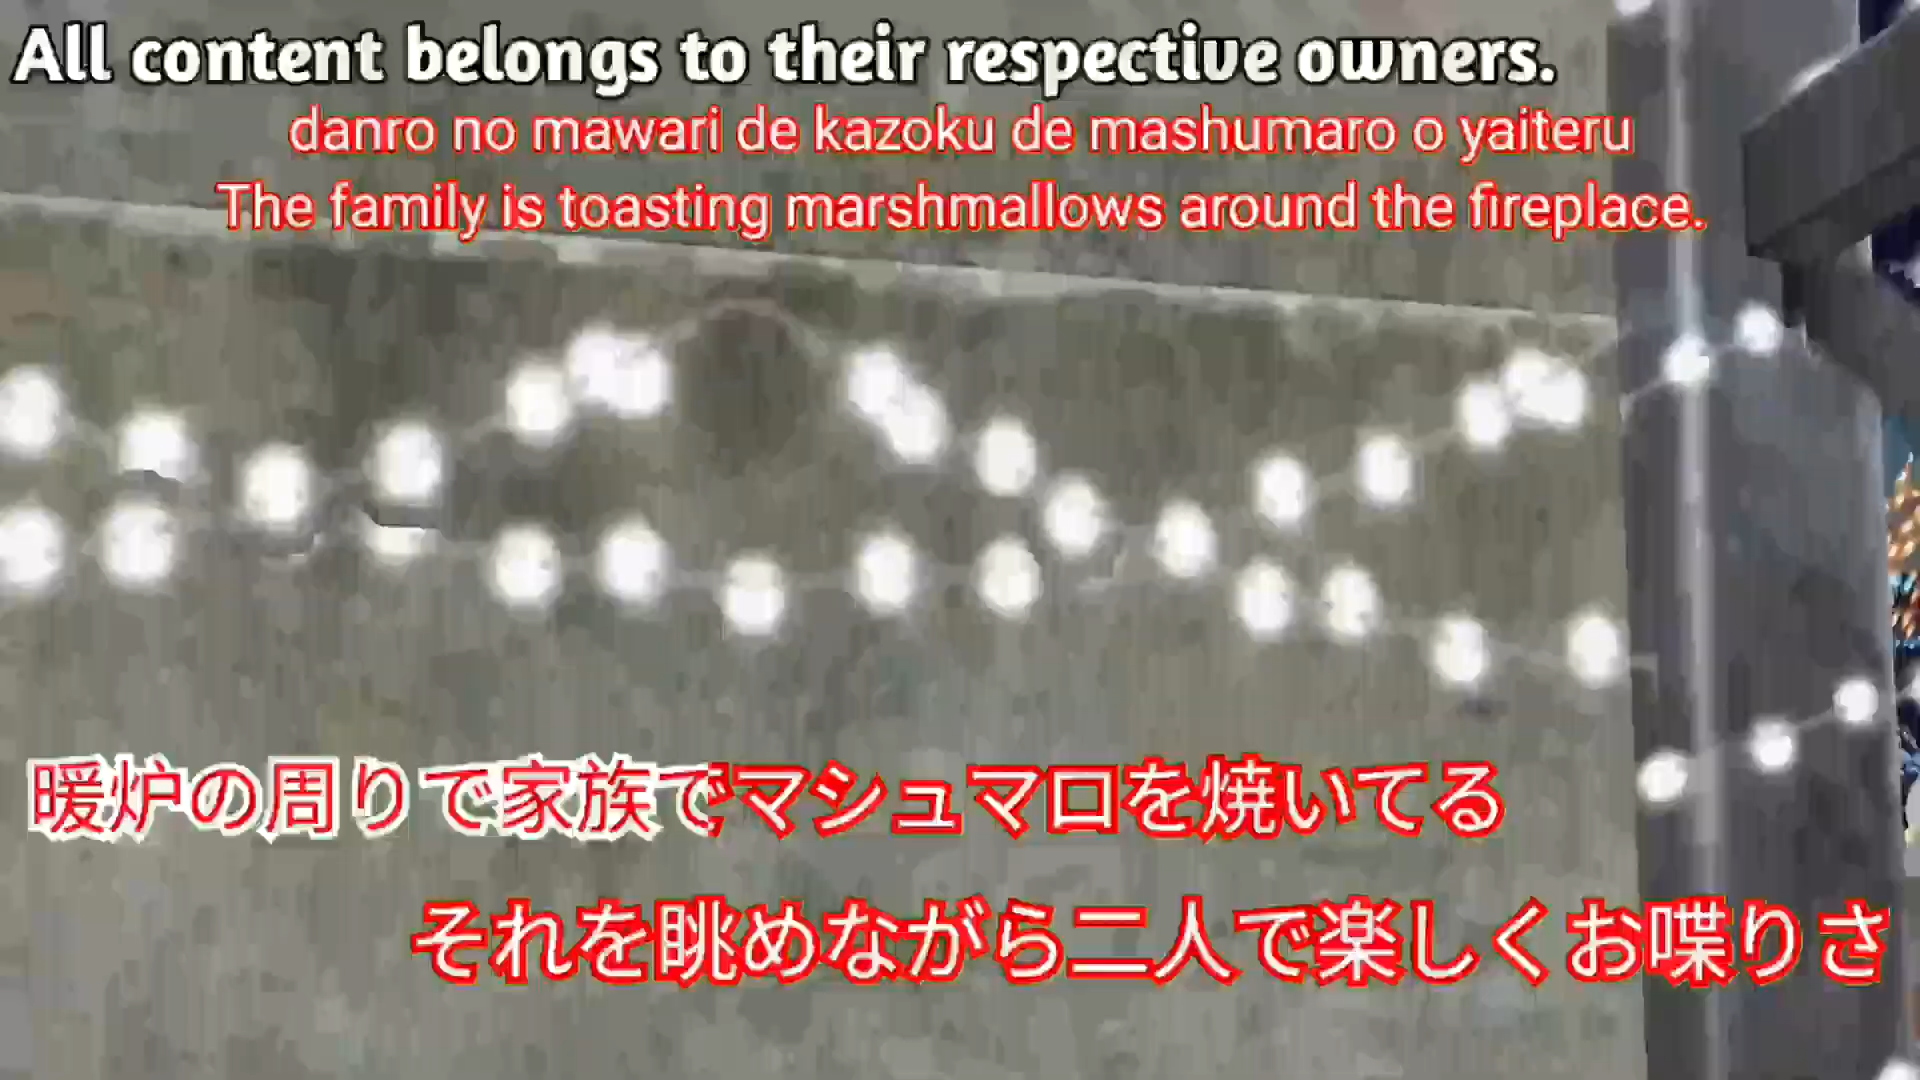 All content belongs to their respective owners.
danro no mawari de kazoku de mashumaro o yaiteru
The family is toasting marshmallows around the fireplace.
暖炉の周りで家族でマシュマロを焼いてる
それを眺めながら二人で楽しくお喋りさ